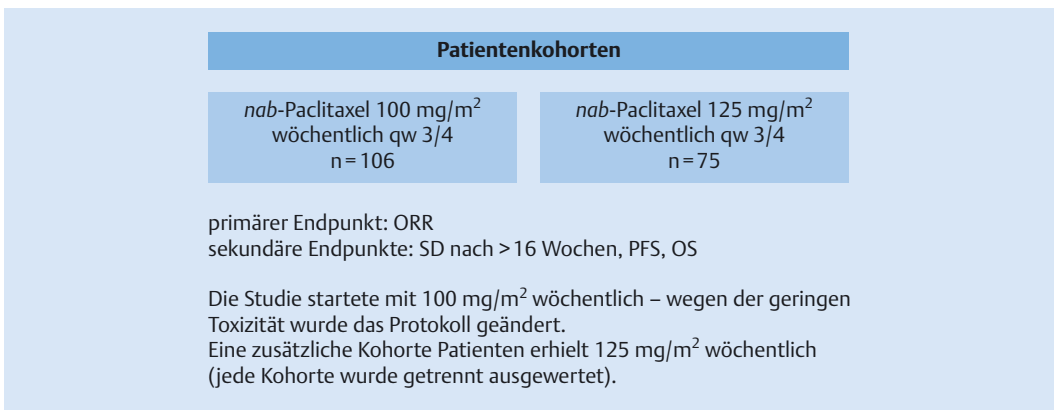 Patientenkohorten
nab-Paclitaxel 100 mg/m²
wöchentlich qw 3/4
n = 106
nab-Paclitaxel 125 mg/m²
wöchentlich qw 3/4
n = 75
primärer Endpunkt: ORR
sekundäre Endpunkte: SD nach > 16 Wochen, PFS, OS
Die Studie startete mit 100 mg/m² wöchentlich – wegen der geringen
Toxizität wurde das Protokoll geändert.
Eine zusätzliche Kohorte Patienten erhielt 125 mg/m² wöchentlich
(jede Kohorte wurde getrennt ausgewertet).